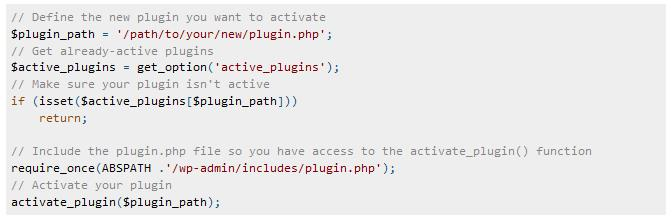 // Define the new plugin you want to activate
$plugin_path = '/path/to/your/new/plugin.php';
// Get already-active plugins
$active_plugins = get_option('active_plugins');
// Make sure your plugin isn't active
if (isset($active_plugins[$plugin_path]))
    return;

// Include the plugin.php file so you have access to the activate_plugin() function
require_once(ABSPATH .'/wp-admin/includes/plugin.php');
// Activate your plugin
activate_plugin($plugin_path);